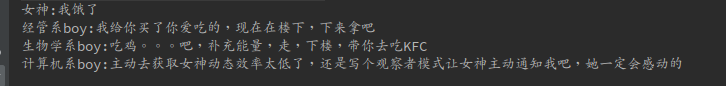 女神:我饿了
经管系boy:我给你买了你爱吃的，现在在楼下，下来拿吧
生物学系boy:吃鸡。。。吧，补充能量，走，下楼，带你去吃KFC
计算机系boy:主动去获取女神动态效率太低了，还是写个观察者模式让女神主动通知我吧，她一定会感动的